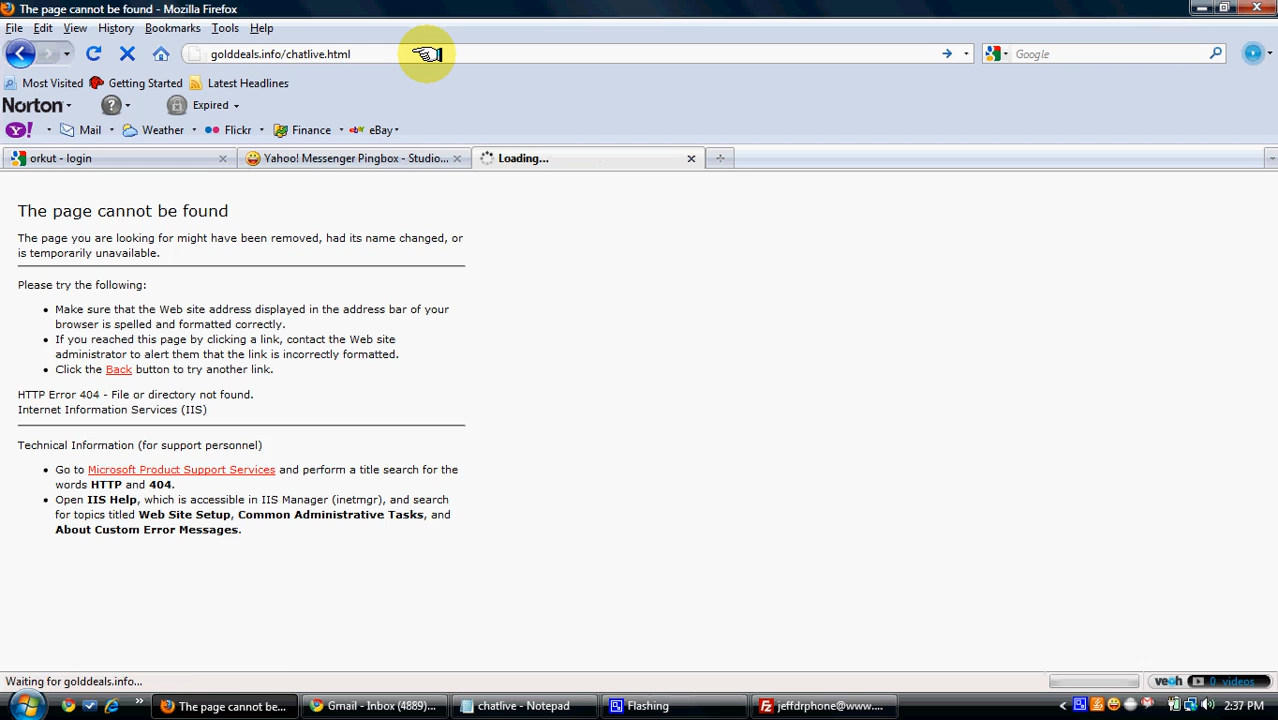 The page cannot be found - Mozilla Firefox
File Edit View History Bookmarks Tools Help
golddeals.info/chatlive.html
Google
Most Visited Getting Started Latest Headlines
Norton ? Expired
Y! Mail Weather Flickr Finance eBay
orkut - login
Yahoo! Messenger Pingbox - Studio...
Loading...
The page cannot be found
The page you are looking for might have been removed, had its name changed, or
is temporarily unavailable.
Please try the following:
• Make sure that the Web site address displayed in the address bar of your
browser is spelled and formatted correctly.
• If you reached this page by clicking a link, contact the Web site
administrator to alert them that the link is incorrectly formatted.
• Click the Back button to try another link.
HTTP Error 404 - File or directory not found.
Internet Information Services (IIS)
Technical Information (for support personnel)
• Go to Microsoft Product Support Services and perform a title search for the
words HTTP and 404.
• Open IIS Help, which is accessible in IIS Manager (inetmgr), and search
for topics titled Web Site Setup, Common Administrative Tasks, and
About Custom Error Messages.
Waiting for golddeals.info...
veoh 0 videos
The page cannot be...
Gmail - Inbox (4889)...
chatlive - Notepad
Flashing
jeffdrphone@www....
2:37 PM